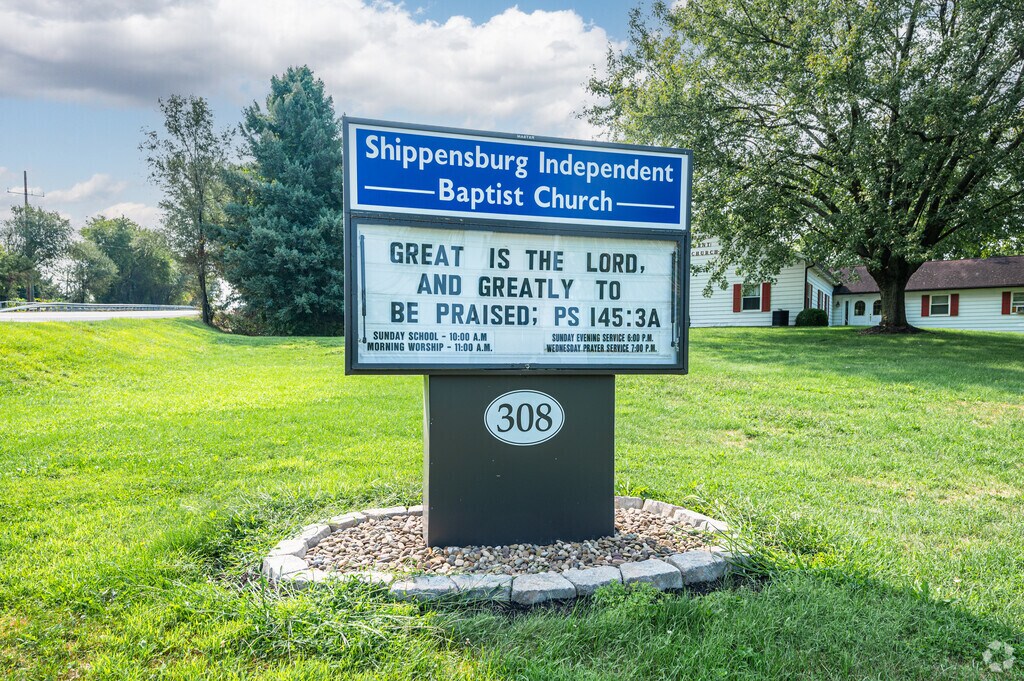 Shippensburg Independent
Baptist Church
GREAT IS THE LORD,
AND GREATLY TO
BE PRAISED; PS 145:3A
SUNDAY SCHOOL - 10:00 A.M
MORNING WORSHIP - 11:00 A.M.
SUNDAY EVENING SERVICE 6:00 P.M.
WEDNESDAY PRAYER SERVICE 7:00 P.M.
308
CHURCH